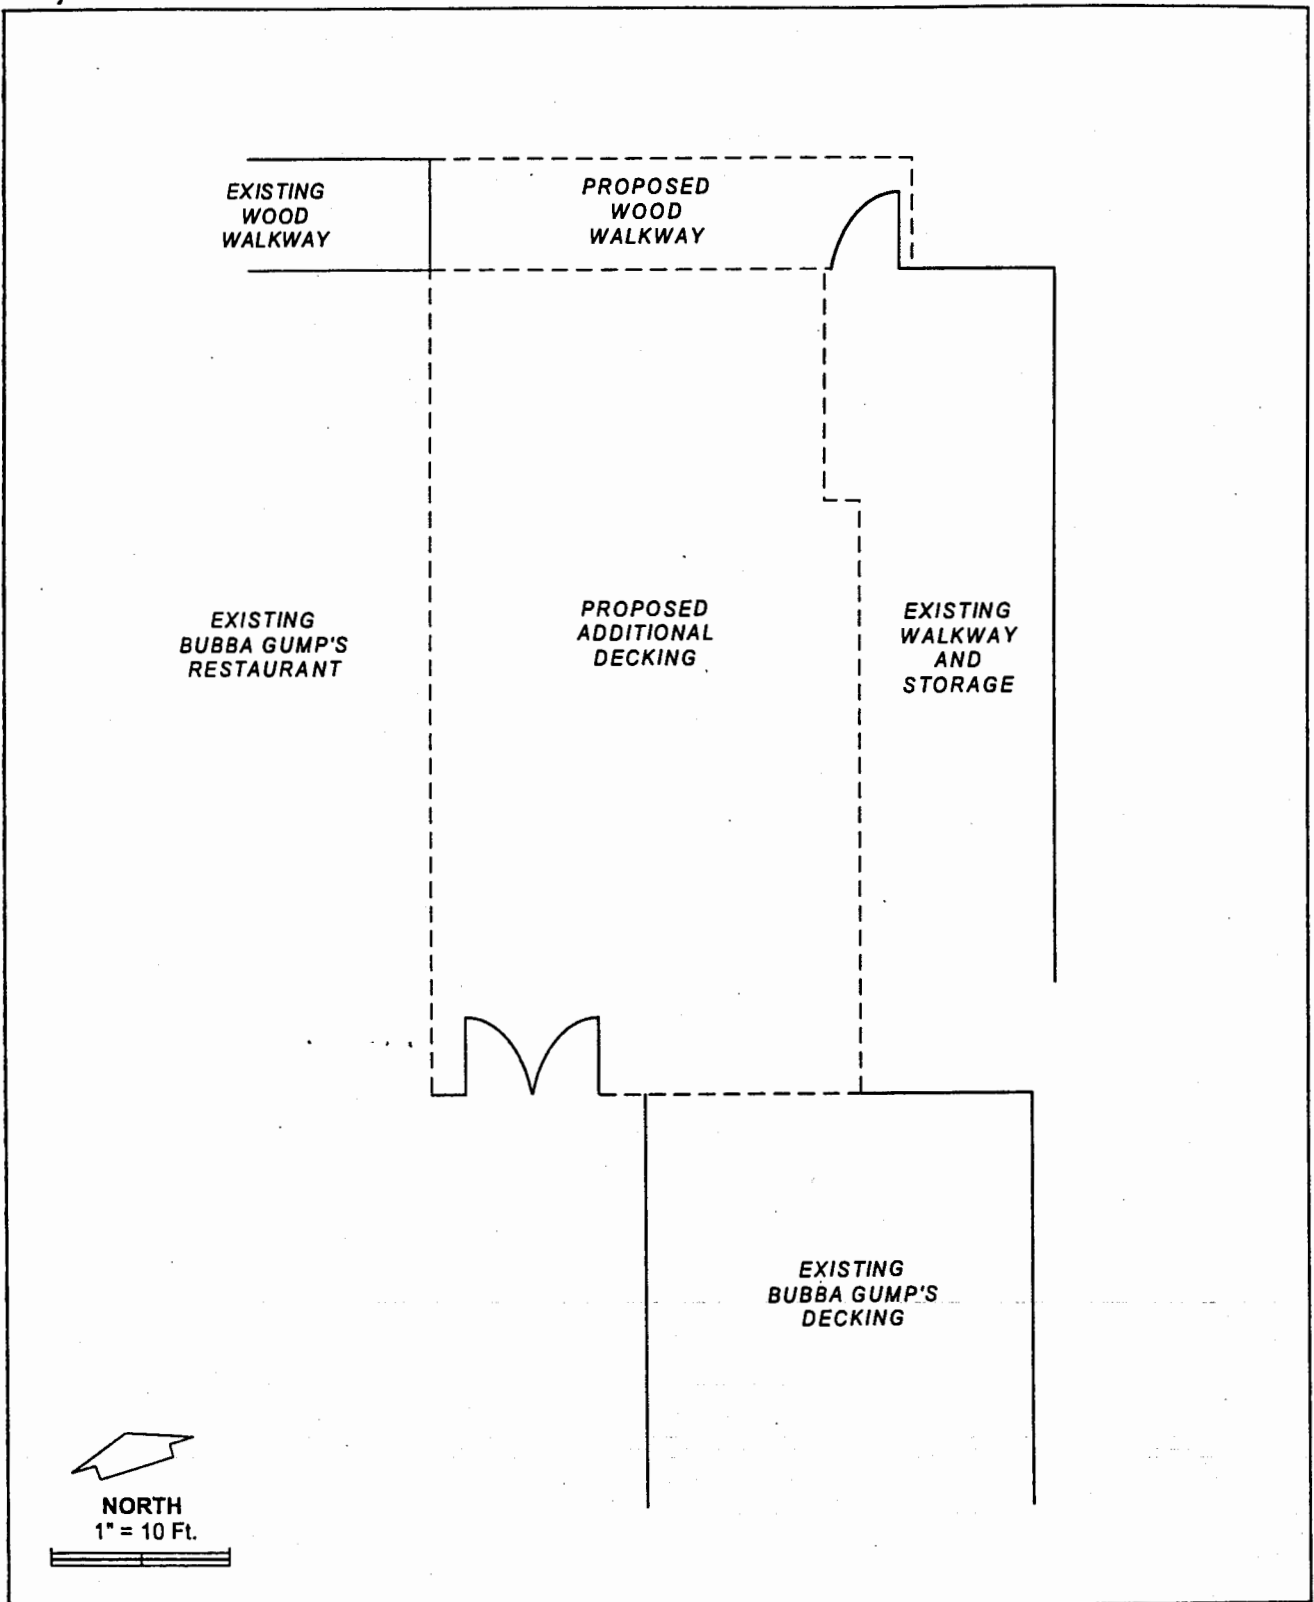 EXISTING
WOOD
WALKWAY
PROPOSED
WOOD
WALKWAY
EXISTING
BUBBA GUMP'S
RESTAURANT
PROPOSED
ADDITIONAL
DECKING
EXISTING
WALKWAY
AND
STORAGE
EXISTING
BUBBA GUMP'S
DECKING
NORTH
1" = 10 Ft.